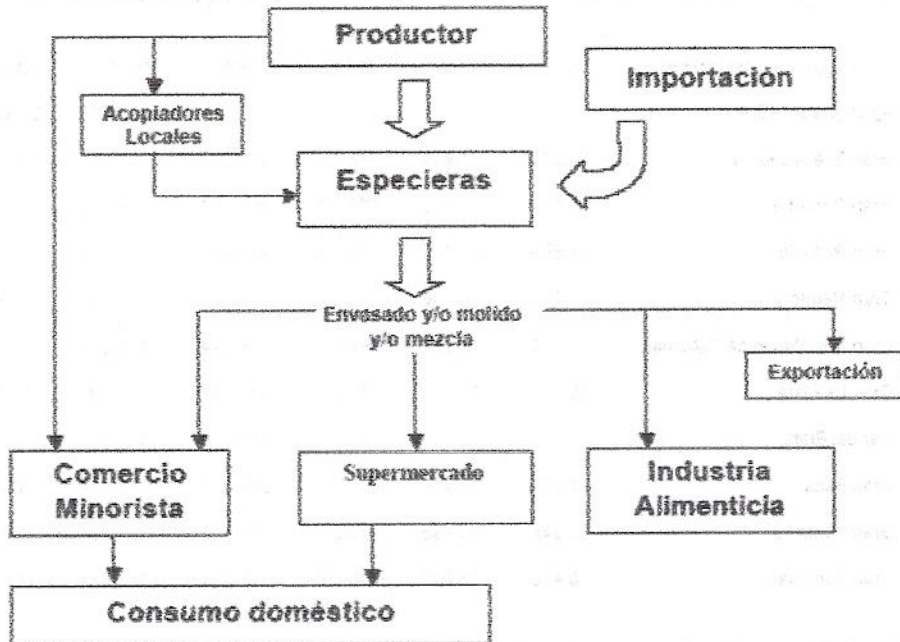 Productor
Importación
Acopiadores
Locales
Especieras
Envasado y/o molido
y/o mezcla
Exportación
Comercio
Minorista
Supermercado
Industria
Alimenticia
Consumo doméstico